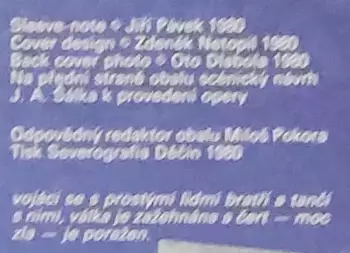 Sleeve-note © Jiří Pávek 1980
Cover design © Zdeněk Netopil 1980
Back cover photo © Oto Dlabola 1980
Na přední straně obalu scénický návrh
J. A. Šálka k provedení opery
Odpovědný redaktor obalu Miloš Pokora
Tisk Severografia Děčín 1980
vojáci se s prostými lidmi bratří a tančí
s nimi, válka je zažehnána a čert — moc
zla — je poražen.